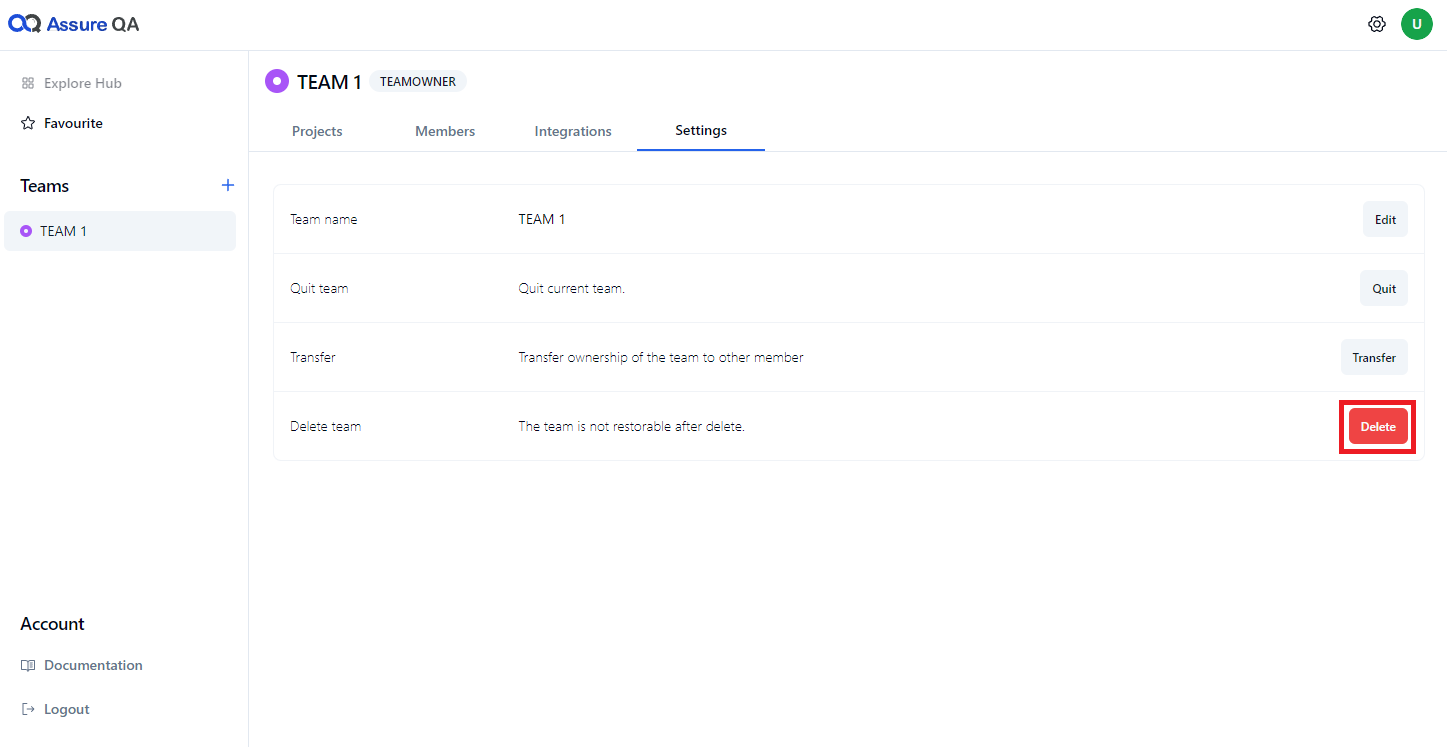 Assure QA
U
Explore Hub
Favourite
Teams
TEAM 1
Account
Documentation
Logout
TEAM 1 TEAMOWNER
Projects Members Integrations Settings
Team name TEAM 1 Edit
Quit team Quit current team. Quit
Transfer Transfer ownership of the team to other member Transfer
Delete team The team is not restorable after delete. Delete